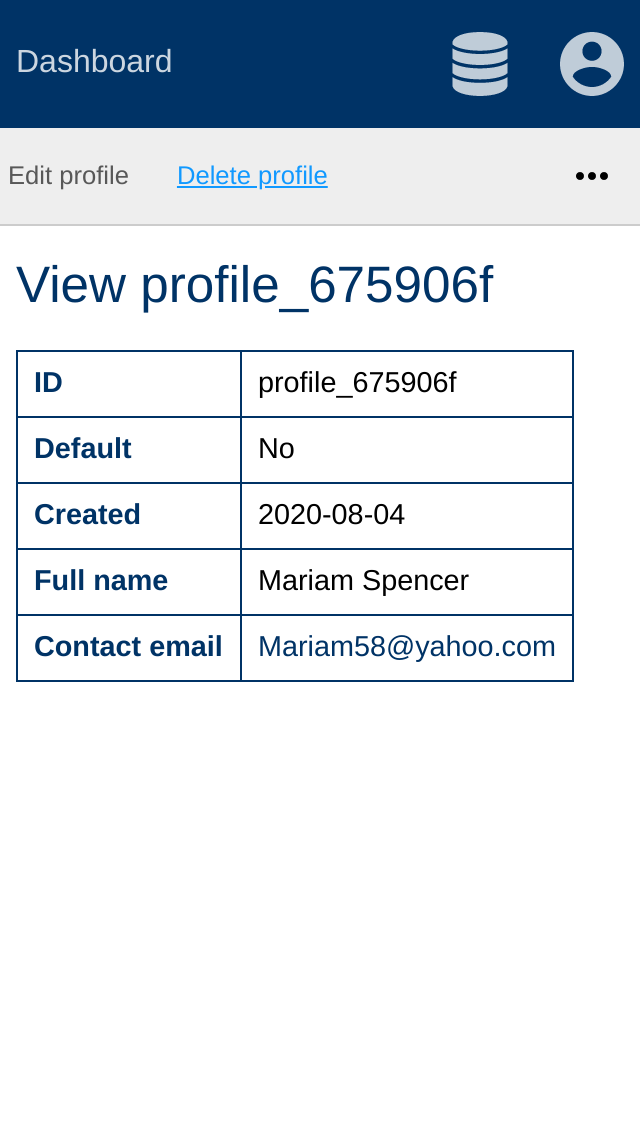 Dashboard
Edit profile Delete profile
View profile_675906f
ID profile_675906f
Default No
Created 2020-08-04
Full name Mariam Spencer
Contact email Mariam58@yahoo.com